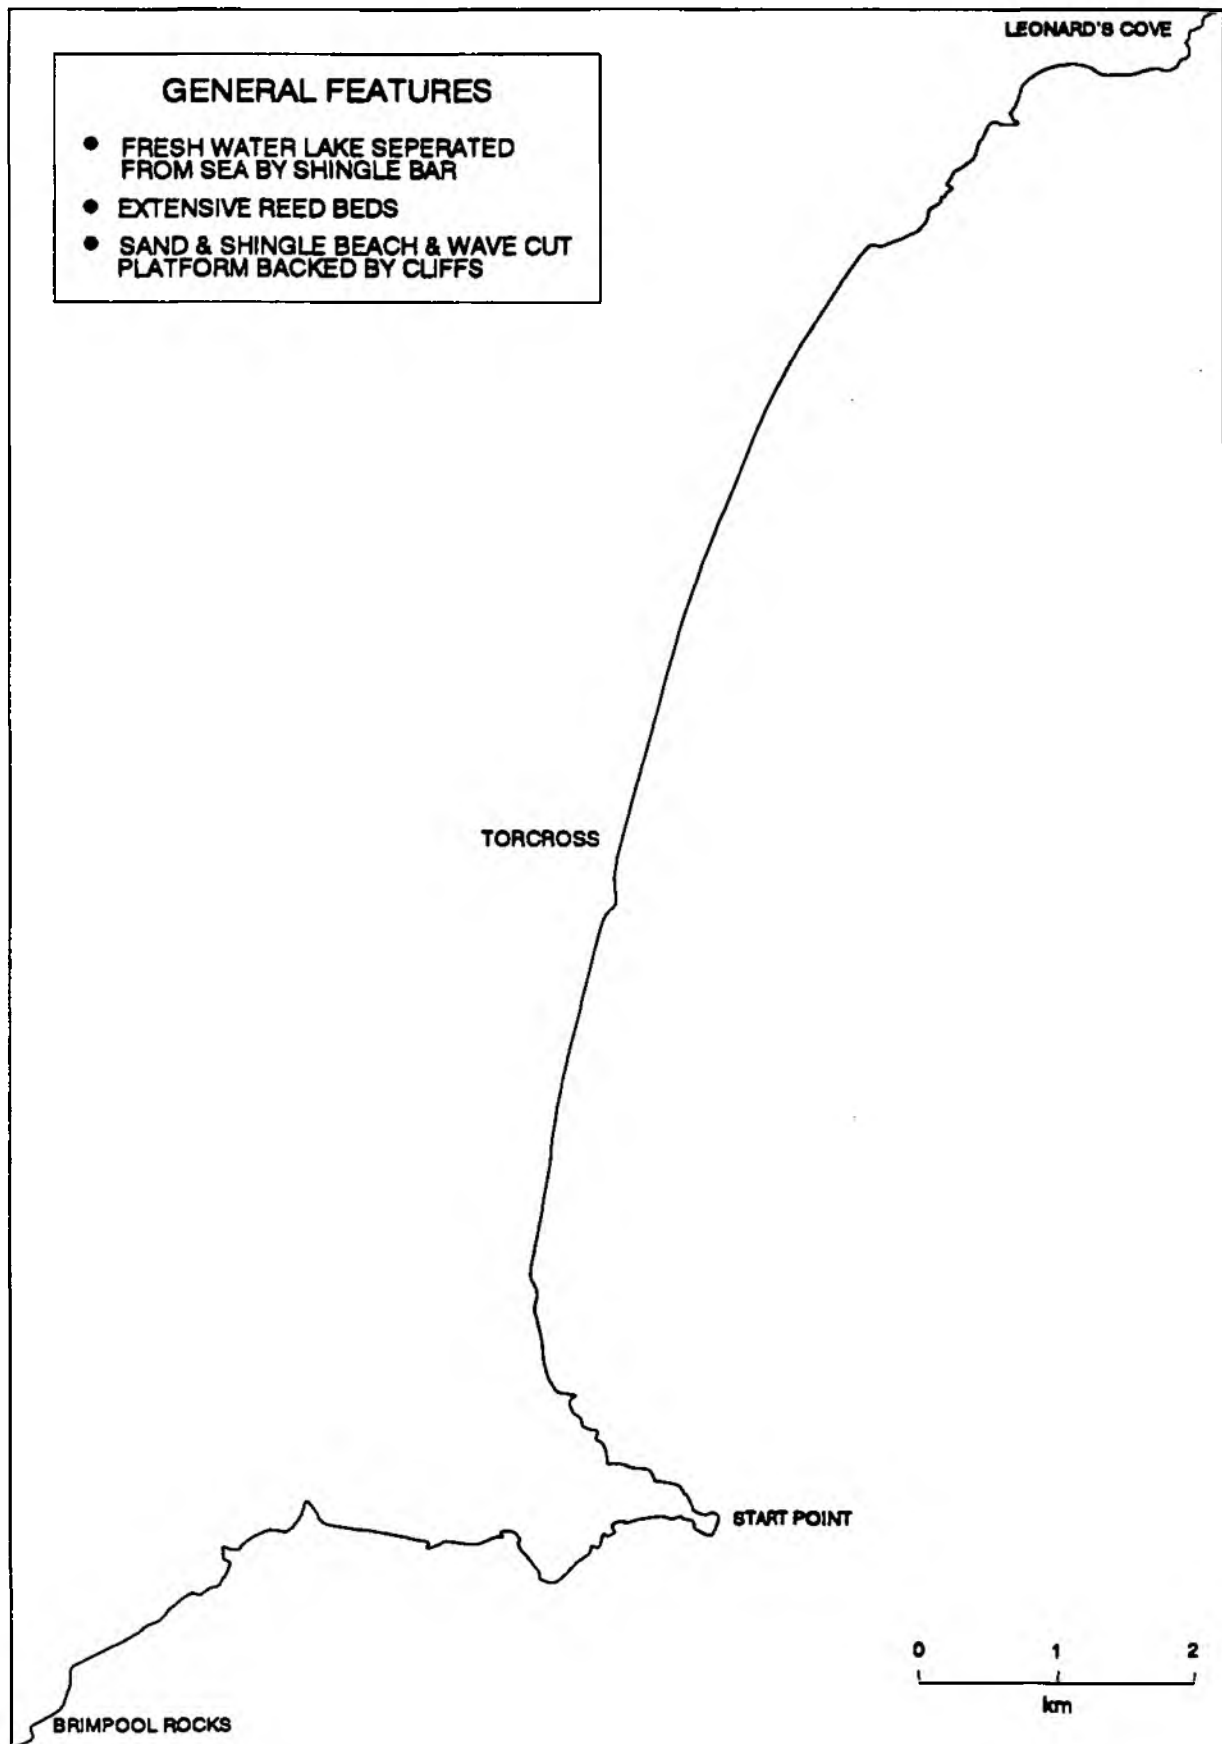 LEONARD'S COVE
GENERAL FEATURES
● FRESH WATER LAKE SEPERATED
FROM SEA BY SHINGLE BAR
● EXTENSIVE REED BEDS
● SAND & SHINGLE BEACH & WAVE CUT
PLATFORM BACKED BY CLIFFS
TORCROSS
START POINT
BRIMPOOL ROCKS
0 1 2
km